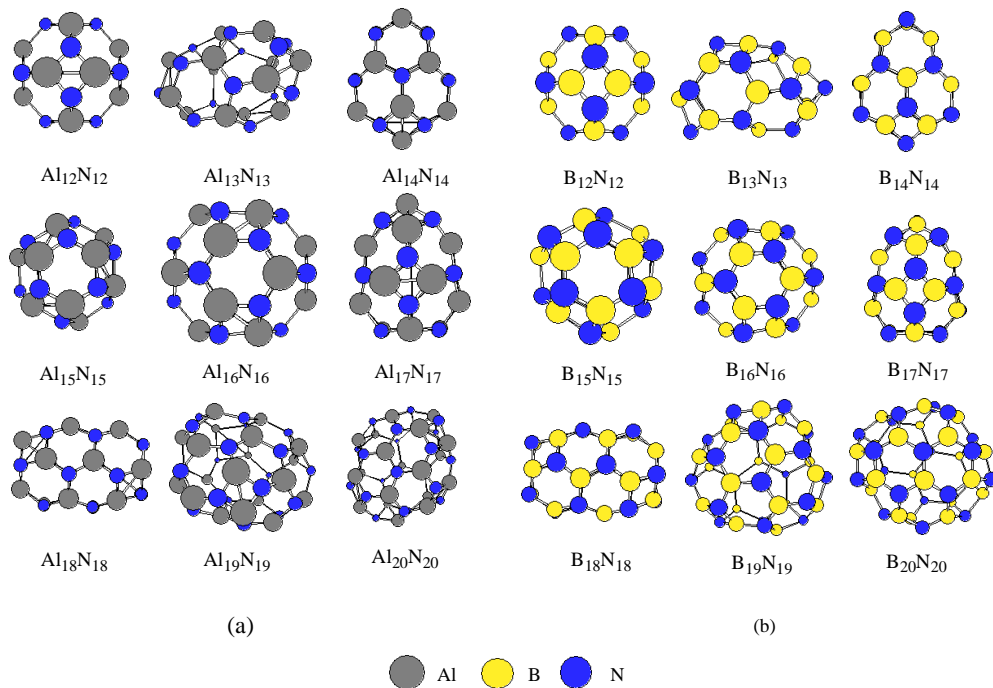 Al12N12 Al13N13 Al14N14 B12N12 B13N13 B14N14
Al15N15 Al16N16 Al17N17 B15N15 B16N16 B17N17
Al18N18 Al19N19 Al20N20 B18N18 B19N19 B20N20
(a) (b)
Al B N